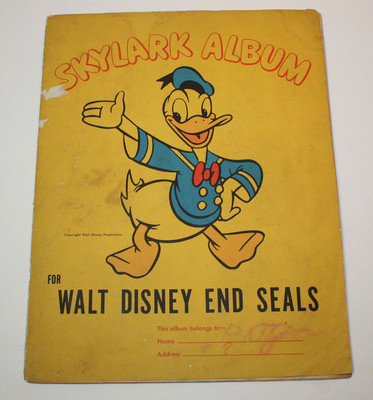 SKYLARK ALBUM
Copyright Walt Disney Productions
FOR
WALT DISNEY END SEALS
This album belongs to—
Name
Address